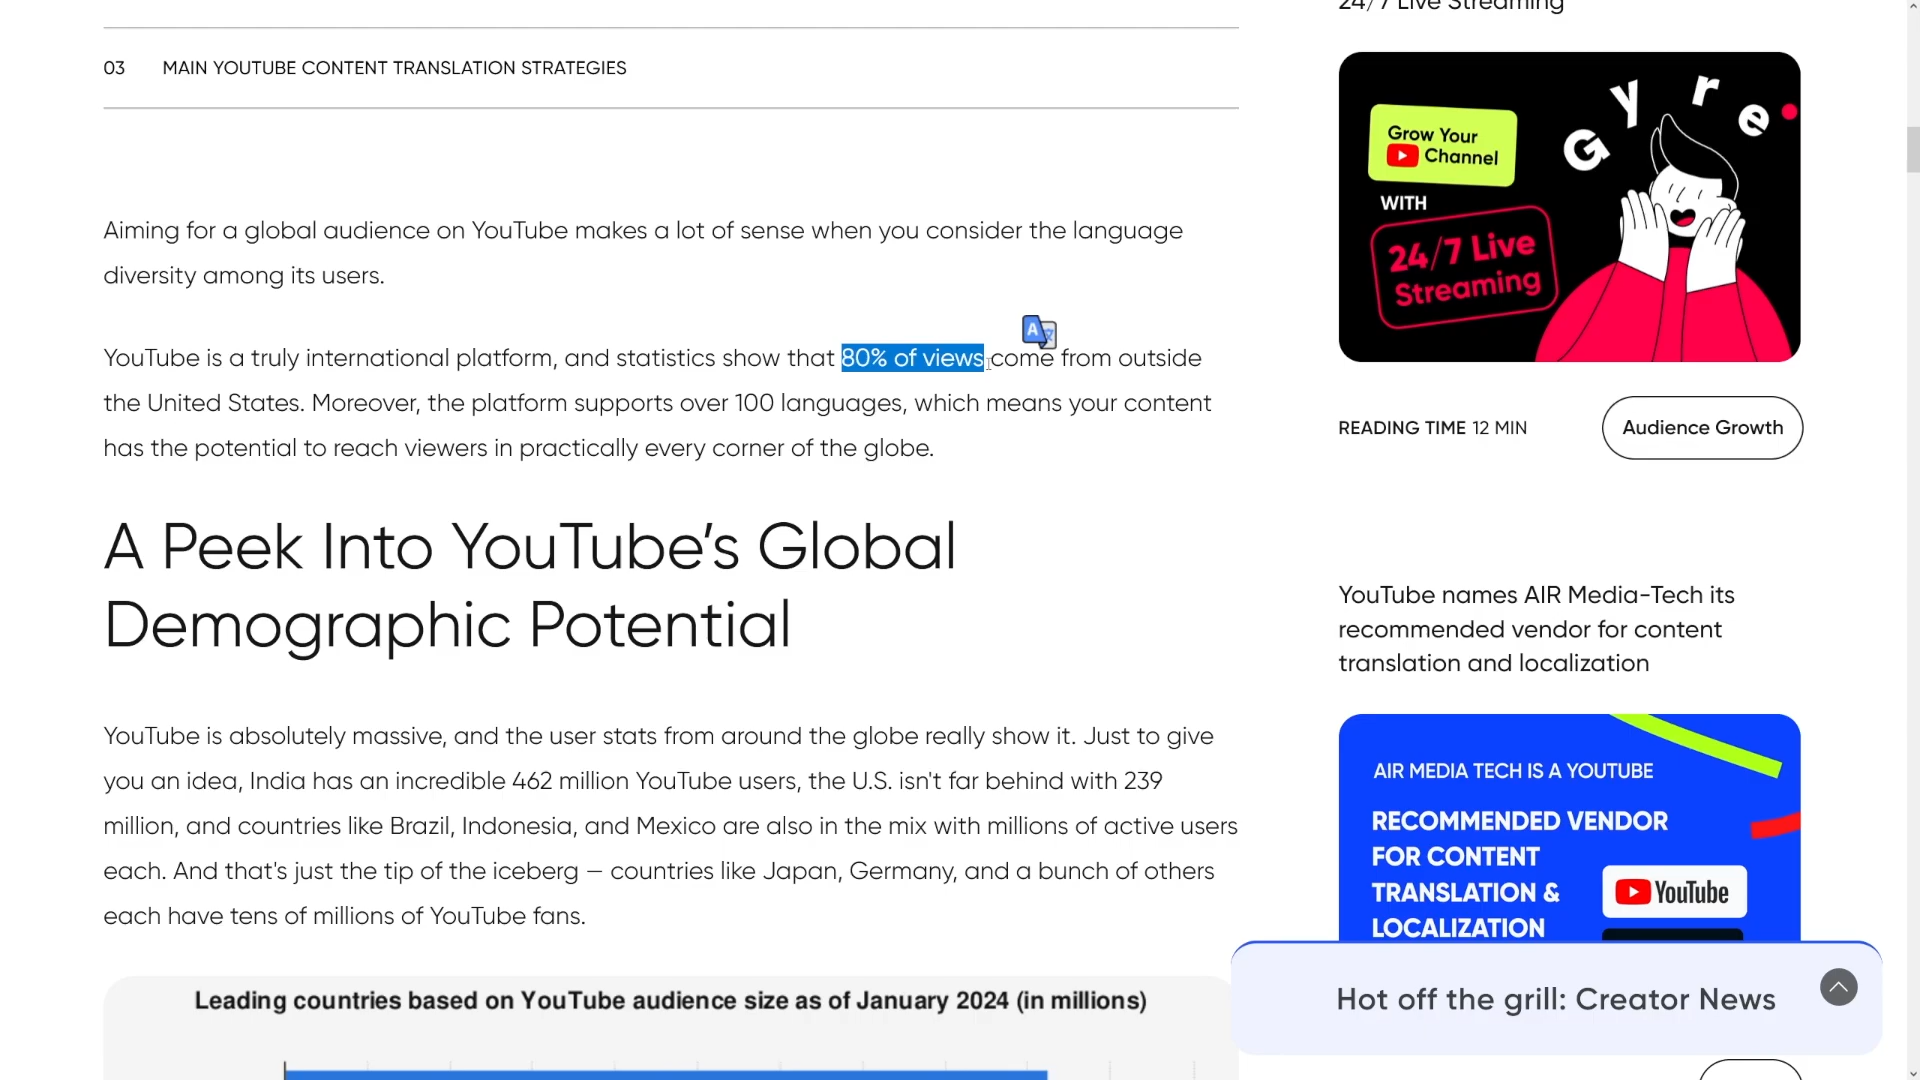 03 MAIN YOUTUBE CONTENT TRANSLATION STRATEGIES
Aiming for a global audience on YouTube makes a lot of sense when you consider the language
diversity among its users.
YouTube is a truly international platform, and statistics show that 80% of views come from outside
the United States. Moreover, the platform supports over 100 languages, which means your content
has the potential to reach viewers in practically every corner of the globe.
A Peek Into YouTube’s Global
Demographic Potential
YouTube is absolutely massive, and the user stats from around the globe really show it. Just to give
you an idea, India has an incredible 462 million YouTube users, the U.S. isn't far behind with 239
million, and countries like Brazil, Indonesia, and Mexico are also in the mix with millions of active users
each. And that's just the tip of the iceberg — countries like Japan, Germany, and a bunch of others
each have tens of millions of YouTube fans.
Leading countries based on YouTube audience size as of January 2024 (in millions)
24/7 Live Streaming
Gyre
Grow Your
Channel
WITH
24/7 Live
Streaming
READING TIME 12 MIN
Audience Growth
YouTube names AIR Media-Tech its
recommended vendor for content
translation and localization
AIR MEDIA TECH IS A YOUTUBE
RECOMMENDED VENDOR
FOR CONTENT
TRANSLATION &
LOCALIZATION
YouTube
Hot off the grill: Creator News